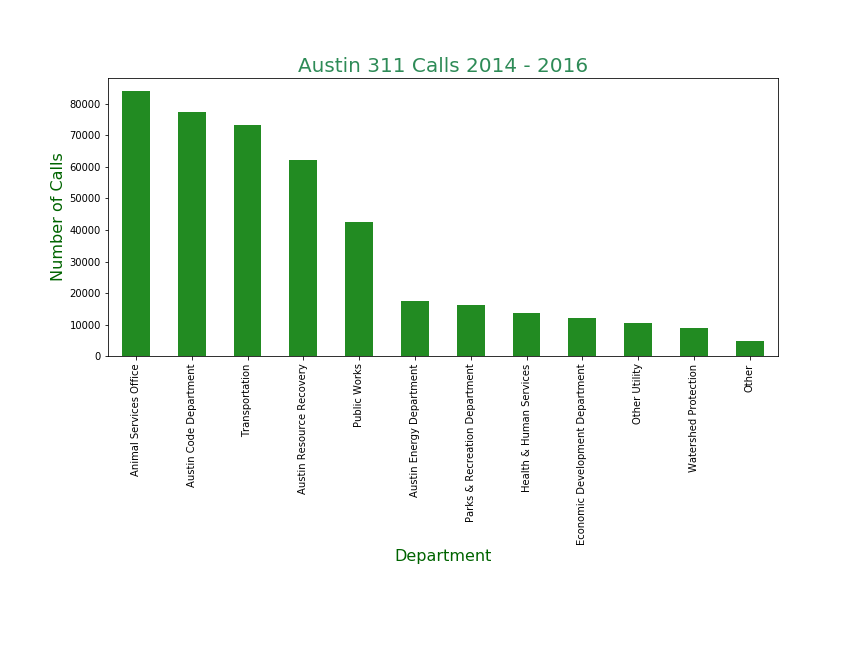 Austin 311 Calls 2014 - 2016
Number of Calls
80000
70000
60000
50000
40000
30000
20000
10000
0
Animal Services Office
Austin Code Department
Transportation
Austin Resource Recovery
Public Works
Austin Energy Department
Parks & Recreation Department
Health & Human Services
Economic Development Department
Other Utility
Watershed Protection
Other
Department